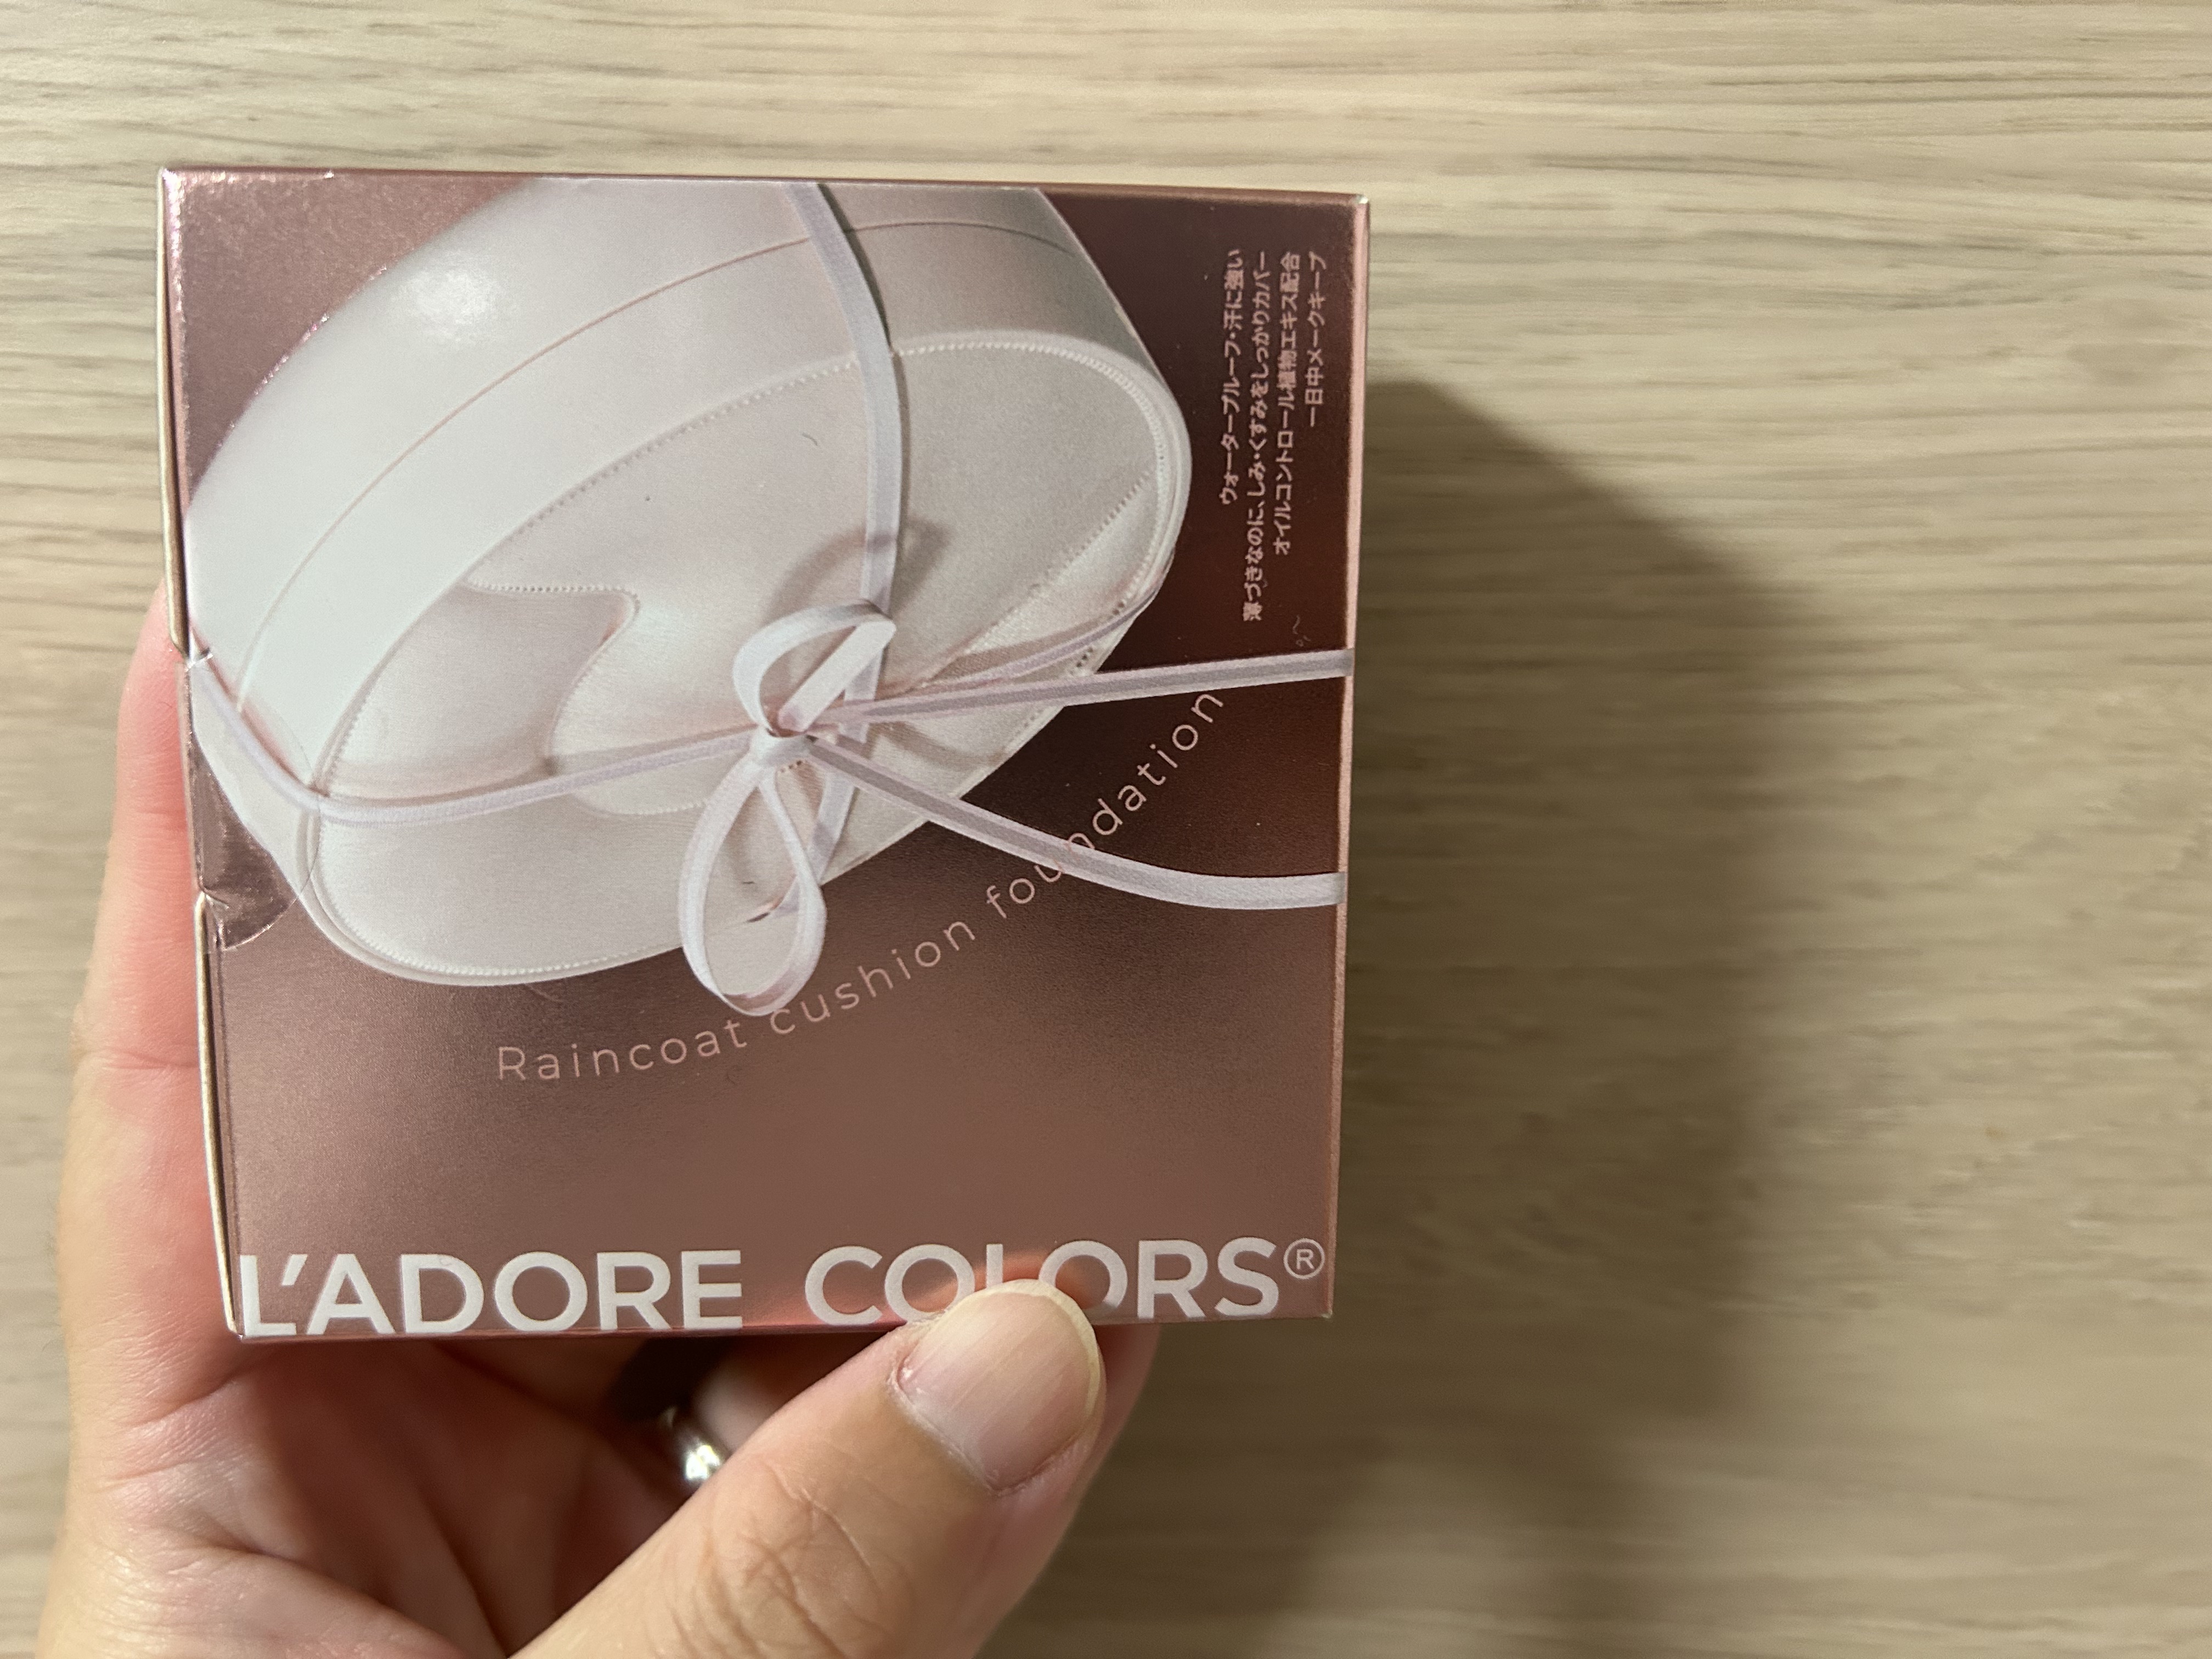 ウォータープルーフ・汗に強い
薄づきなのに、しみ・くすみをしっかりカバー
オイルコントロール植物エキス配合
一日中メークキープ
Raincoat cushion foundation
L'ADORE COLORS®